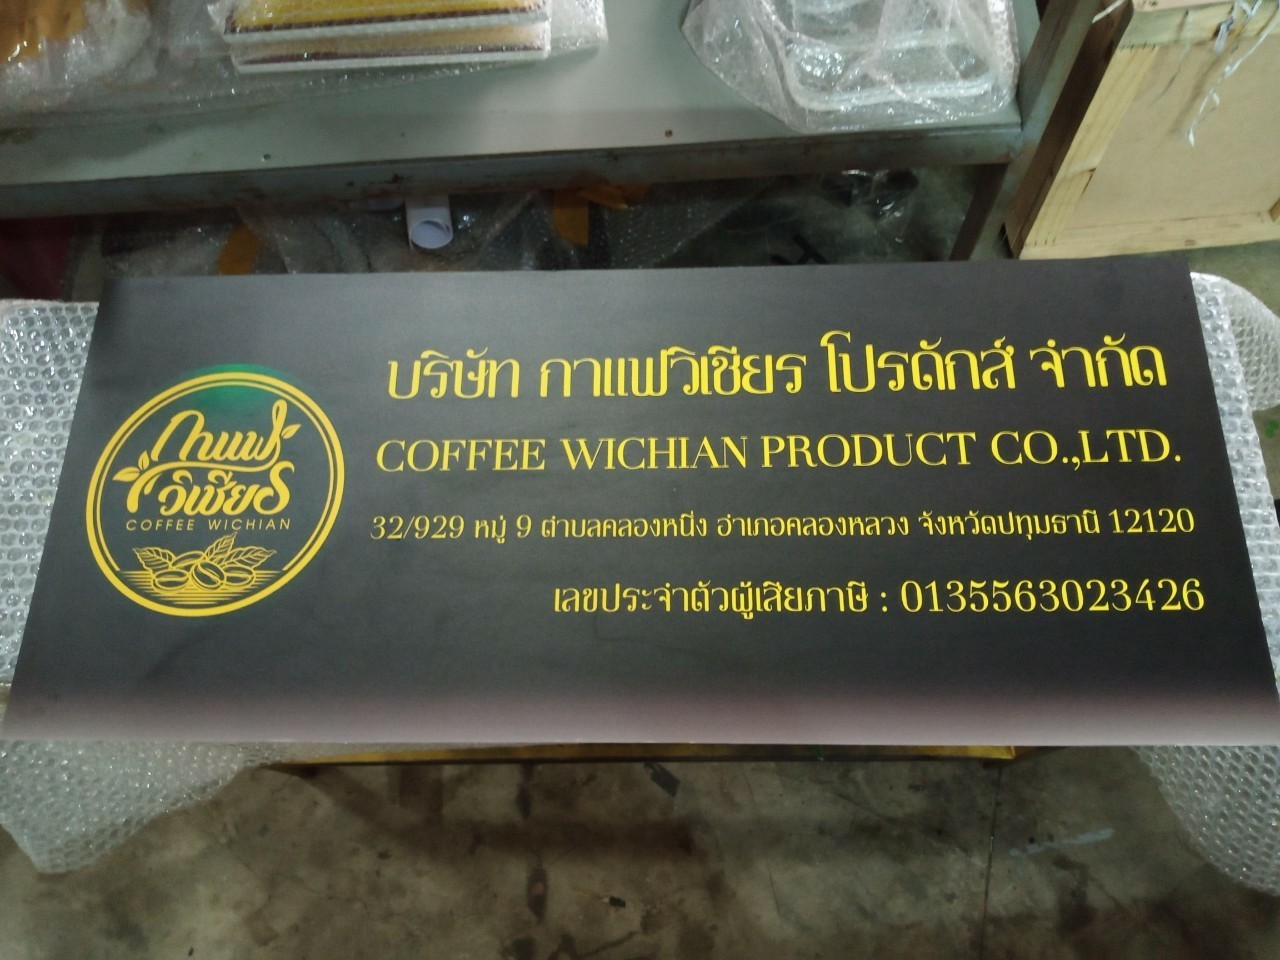 กาแฟ
วิเชียร
COFFEE WICHIAN
บริษัท กาแฟวิเชียร โปรดักส์ จำกัด
COFFEE WICHIAN PRODUCT CO.,LTD.
32/929 หมู่ 9 ตำบลคลองหนึ่ง อำเภอคลองหลวง จังหวัดปทุมธานี 12120
เลขประจำตัวผู้เสียภาษี : 0135563023426